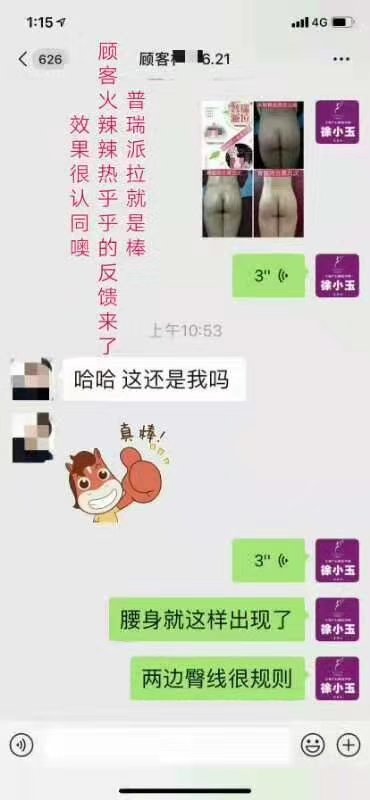 1:15
4G
626
顾客
6.21
普瑞派拉就是棒
顾客火辣辣热乎乎的反馈来了
效果很认同噢
徐小玉
3"
徐小玉
上午10:53
哈哈 这还是我吗
真棒!
3"
徐小玉
腰身就这样出现了
徐小玉
两边臀线很规则
徐小玉